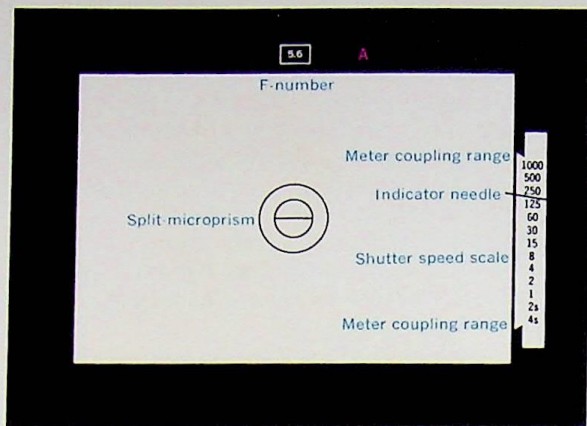 5.6 A
F-number
Meter coupling range
Indicator needle
Split-microprism
Shutter speed scale
Meter coupling range
1000
500
250
125
60
30
15
8
4
2
1
2s
4s